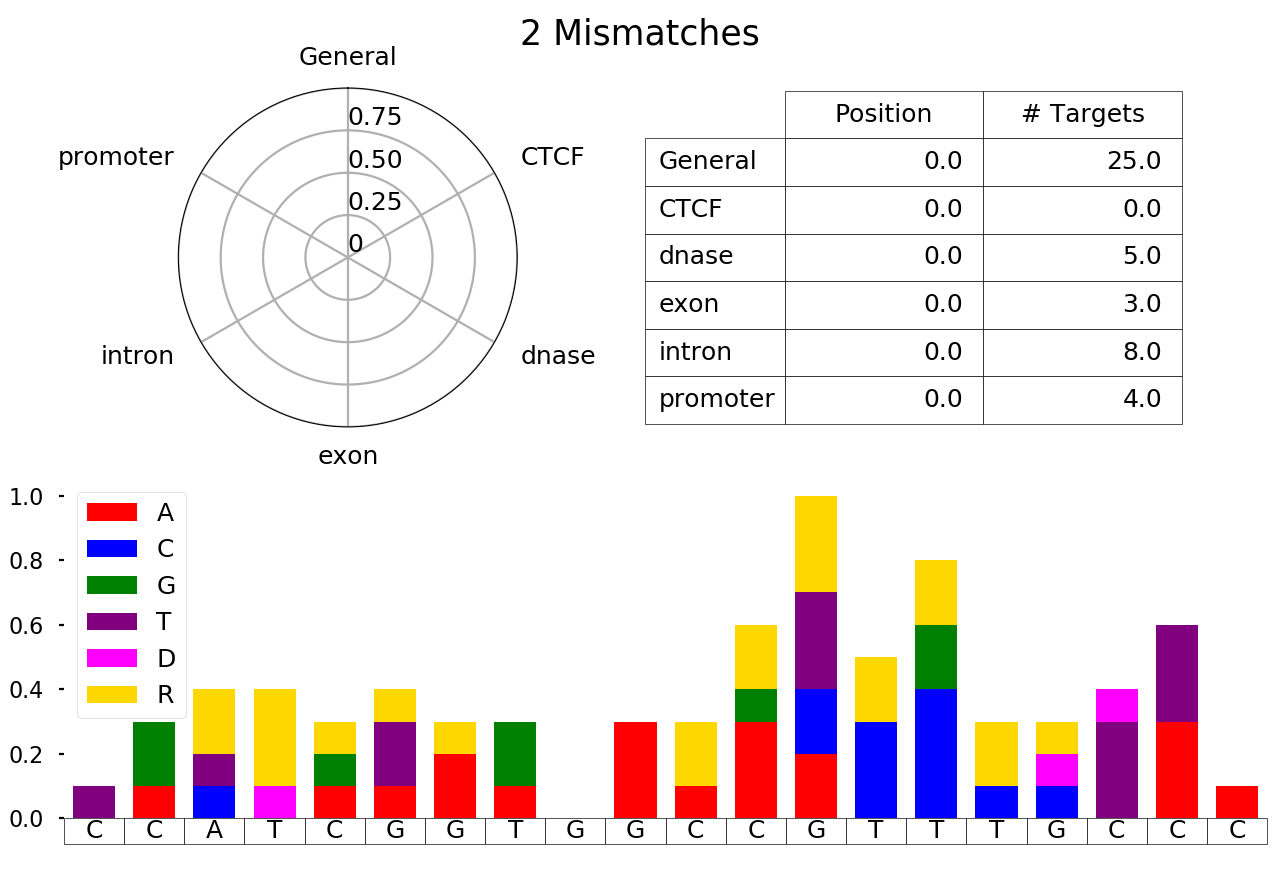 2 Mismatches
General
promoter
CTCF
0.75
0.50
0.25
0
intron
dnase
exon
Position # Targets
General 0.0 25.0
CTCF 0.0 0.0
dnase 0.0 5.0
exon 0.0 3.0
intron 0.0 8.0
promoter 0.0 4.0
1.0
0.8
0.6
0.4
0.2
0.0
A
C
G
T
D
R
C C A T C G G T G G C C G T T T G C C C